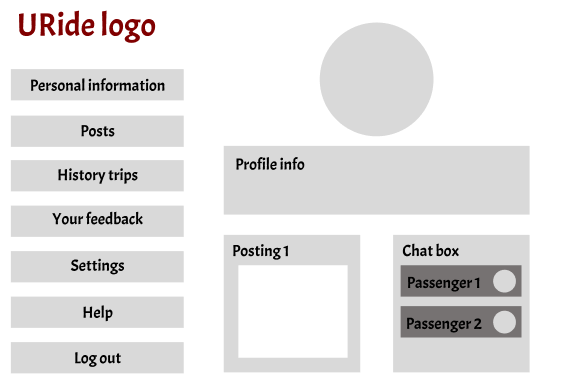 URide logo
Personal information
Posts
History trips
Your feedback
Settings
Help
Log out
Profile info
Posting 1
Chat box
Passenger 1
Passenger 2